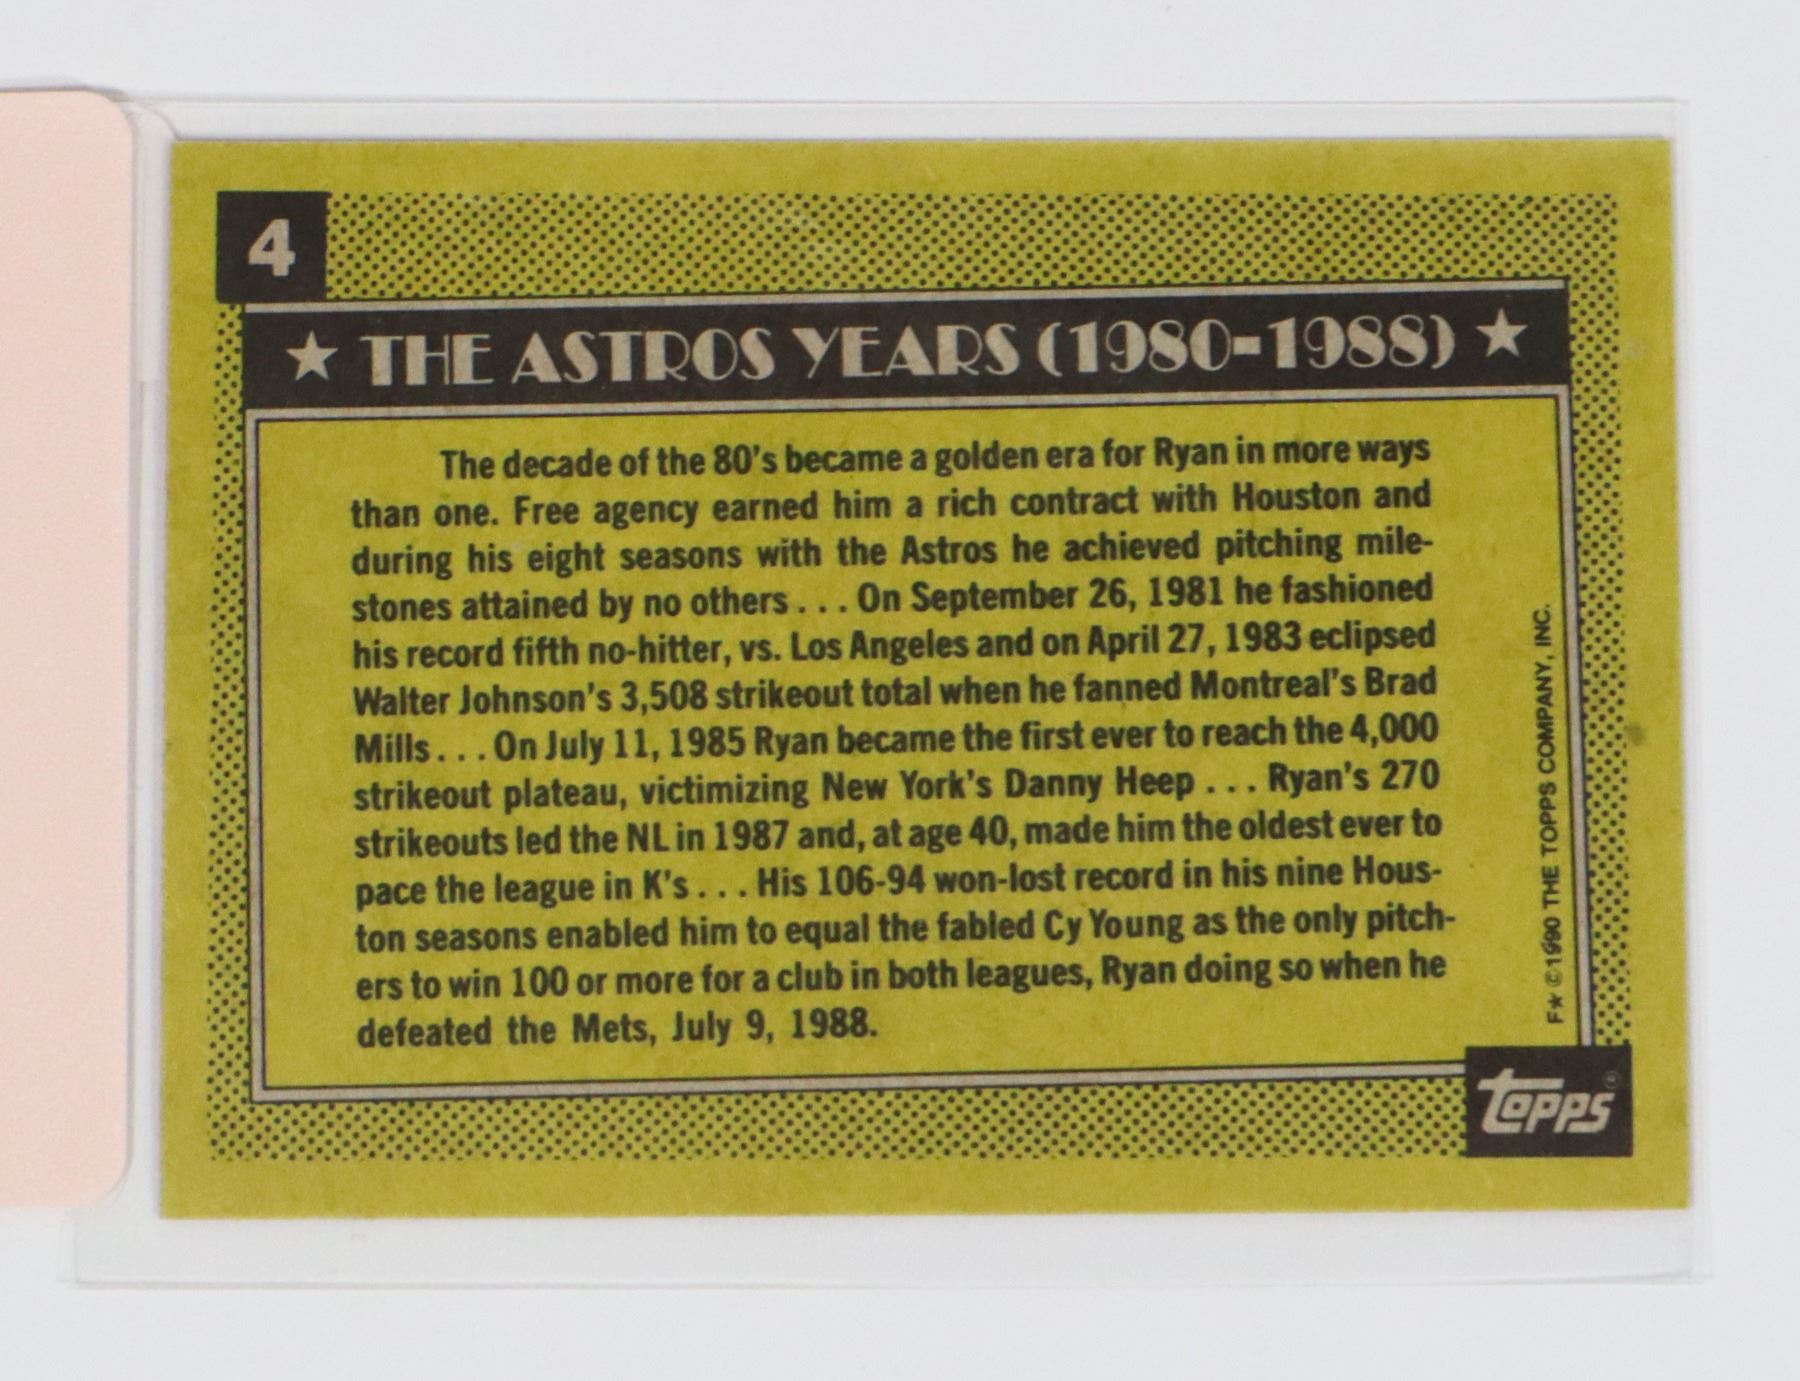 4
★ THE ASTROS YEARS (1980-1988) ★
The decade of the 80's became a golden era for Ryan in more ways
than one. Free agency earned him a rich contract with Houston and
during his eight seasons with the Astros he achieved pitching mile-
stones attained by no others . . . On September 26, 1981 he fashioned
his record fifth no-hitter, vs. Los Angeles and on April 27, 1983 eclipsed
Walter Johnson's 3,508 strikeout total when he fanned Montreal's Brad
Mills . . . On July 11, 1985 Ryan became the first ever to reach the 4,000
strikeout plateau, victimizing New York's Danny Heep . . . Ryan's 270
strikeouts led the NL in 1987 and, at age 40, made him the oldest ever to
pace the league in K's . . . His 106-94 won-lost record in his nine Hous-
ton seasons enabled him to equal the fabled Cy Young as the only pitch-
ers to win 100 or more for a club in both leagues, Ryan doing so when he
defeated the Mets, July 9, 1988.
F★ ©1990 THE TOPPS COMPANY, INC.
topps®